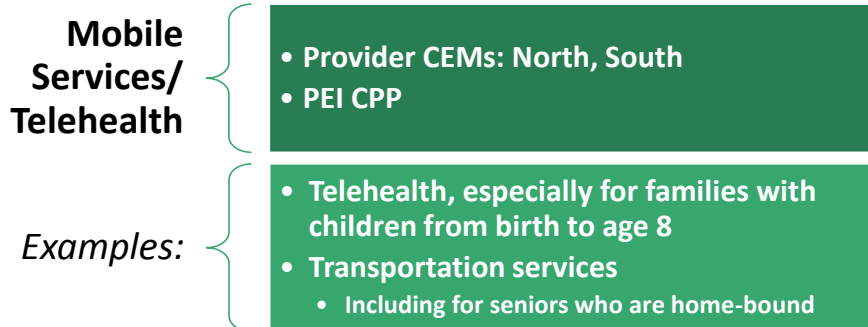 Mobile
Services/
Telehealth
• Provider CEMs: North, South
• PEI CPP
Examples:
• Telehealth, especially for families with
children from birth to age 8
• Transportation services
• Including for seniors who are home-bound